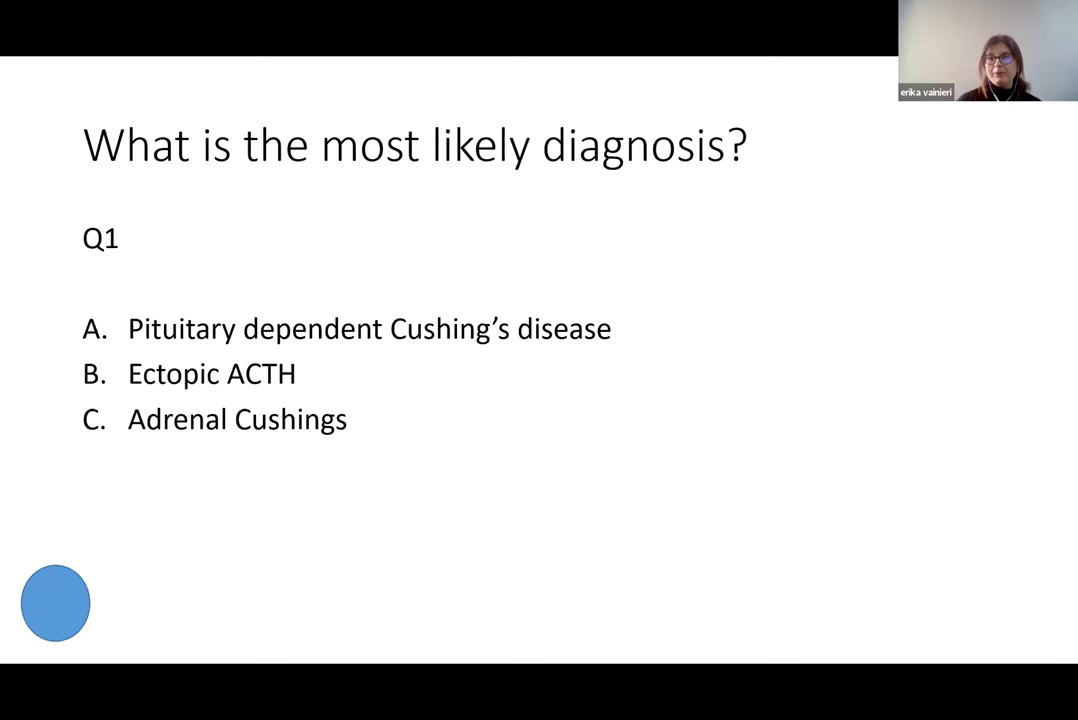 erika vainieri
What is the most likely diagnosis?
Q1
A. Pituitary dependent Cushing’s disease
B. Ectopic ACTH
C. Adrenal Cushings